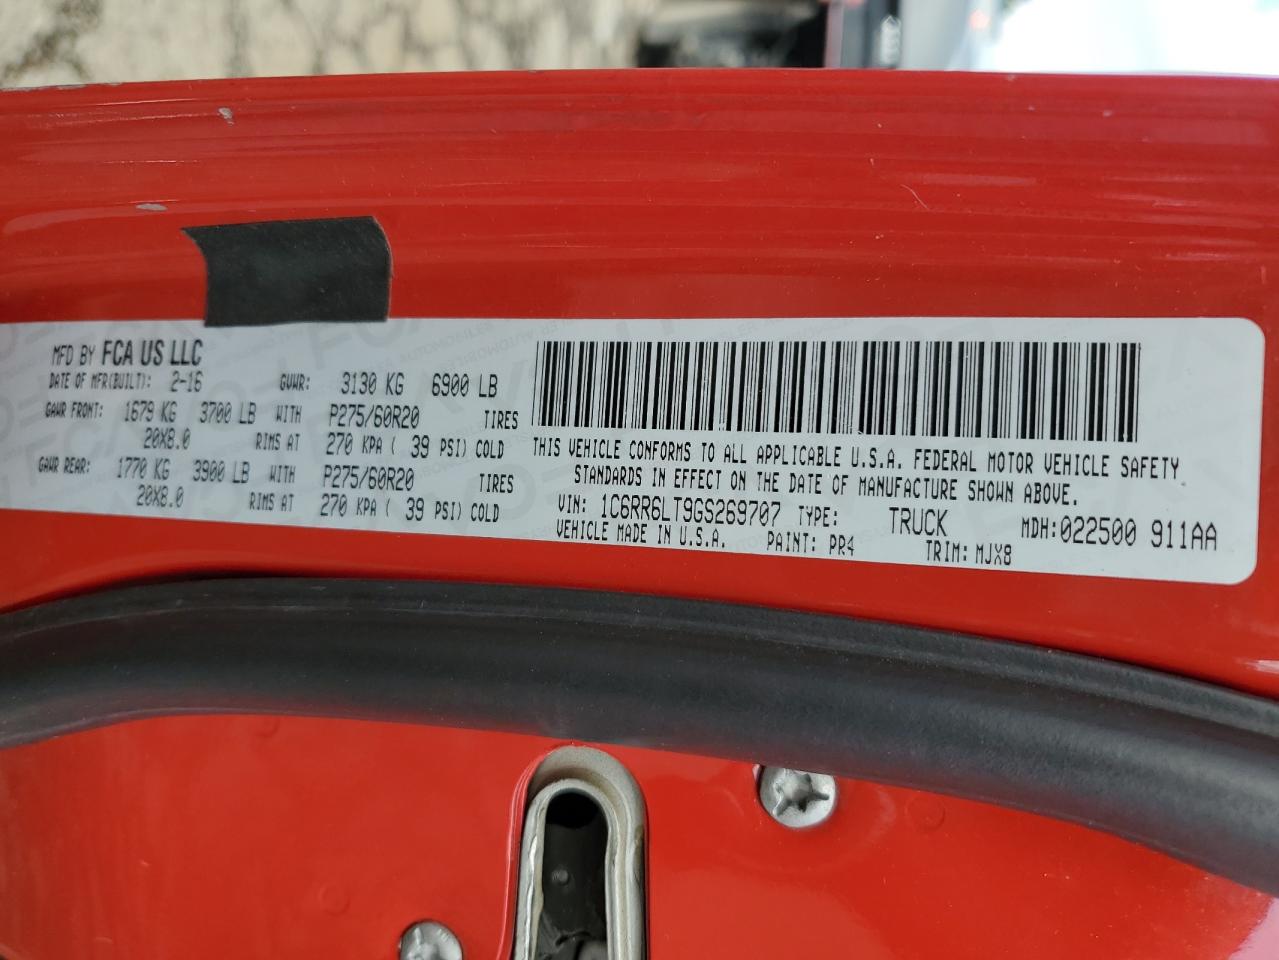 MFD BY FCA US LLC
DATE OF MFR(BUILT): 2-16 GVWR: 3130 KG 6900 LB
GAWR FRONT: 1679 KG 3700 LB WITH P275/60R20 TIRES
20X8.0 RIMS AT 270 KPA ( 39 PSI) COLD
GAWR REAR: 1770 KG 3900 LB WITH P275/60R20 TIRES
20X8.0 RIMS AT 270 KPA ( 39 PSI) COLD
THIS VEHICLE CONFORMS TO ALL APPLICABLE U.S.A. FEDERAL MOTOR VEHICLE SAFETY
STANDARDS IN EFFECT ON THE DATE OF MANUFACTURE SHOWN ABOVE.
VIN: 1C6RR6LT9GS269707 TYPE: TRUCK MDH:022500 911AA
VEHICLE MADE IN U.S.A. PAINT: PR4 TRIM: MJX8